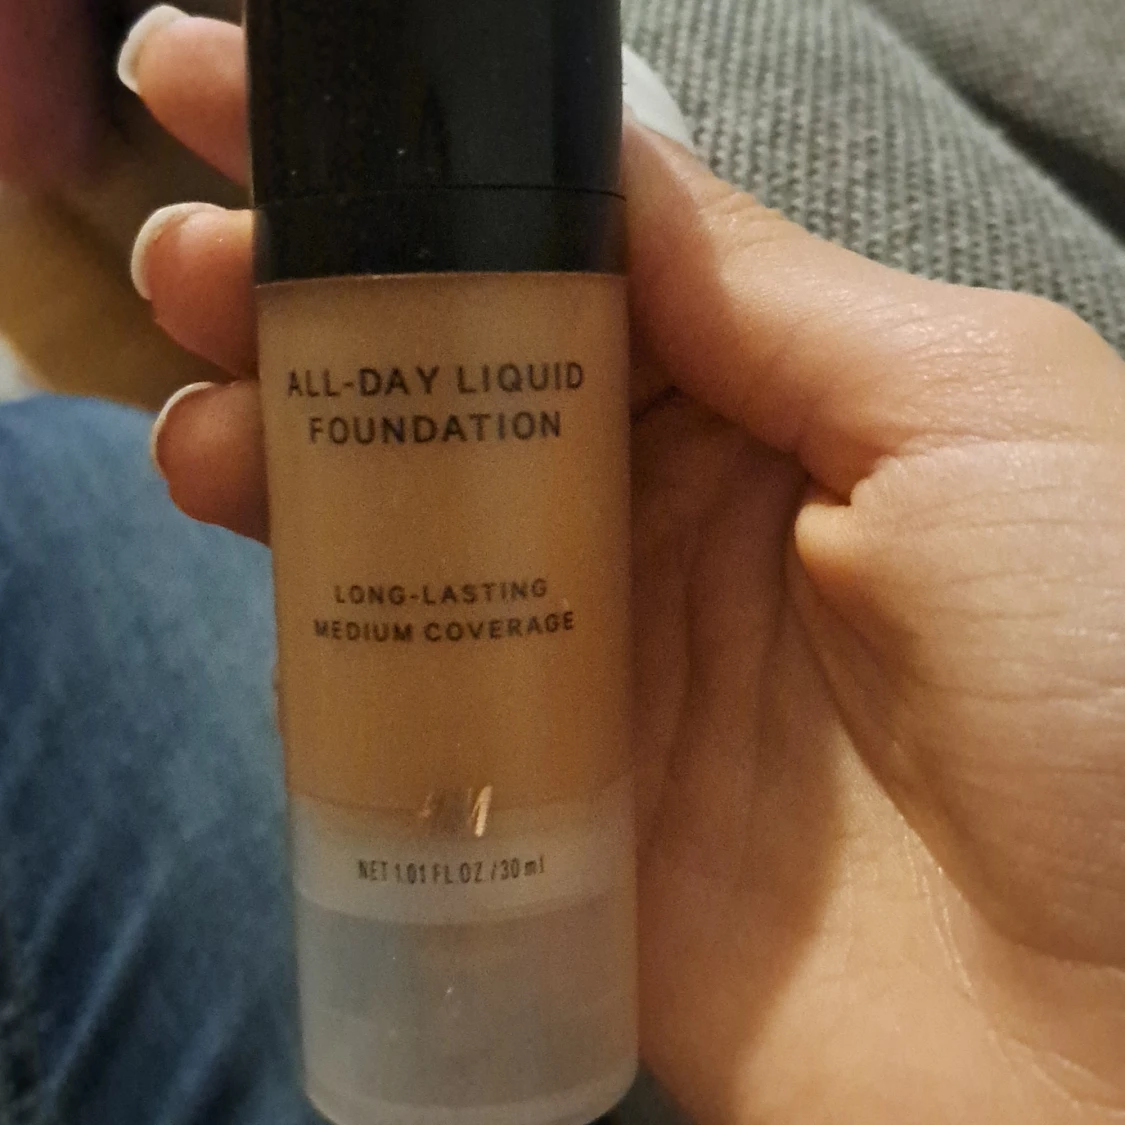 ALL-DAY LIQUID
FOUNDATION
LONG-LASTING
MEDIUM COVERAGE
NET 1.01 FL.OZ./30 ml